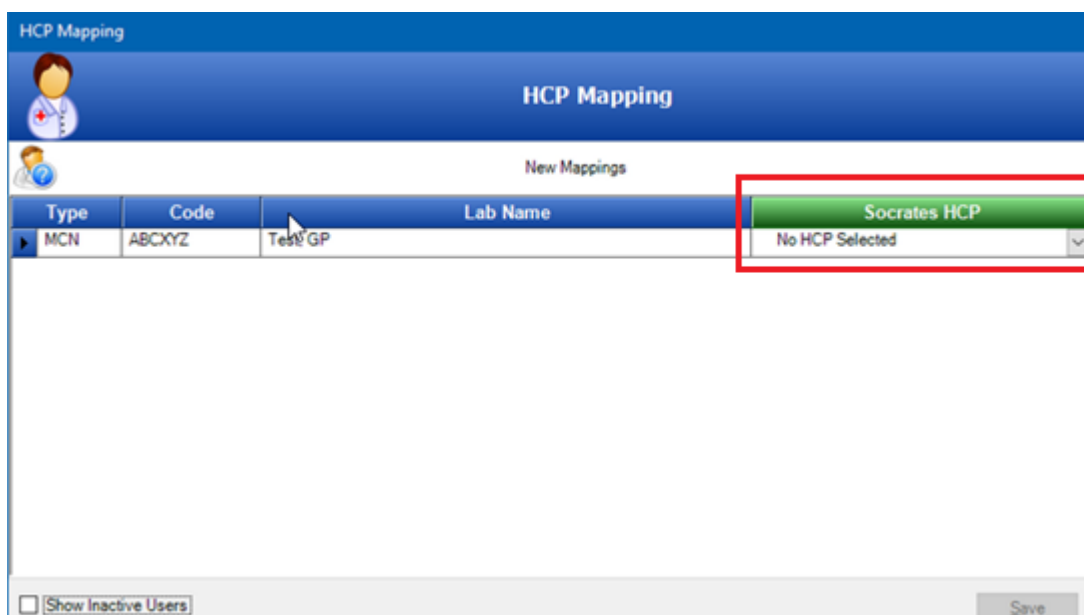 HCP Mapping
HCP Mapping
New Mappings
Type Code Lab Name Socrates HCP
MCN ABCXYZ Test GP No HCP Selected
Show Inactive Users Save